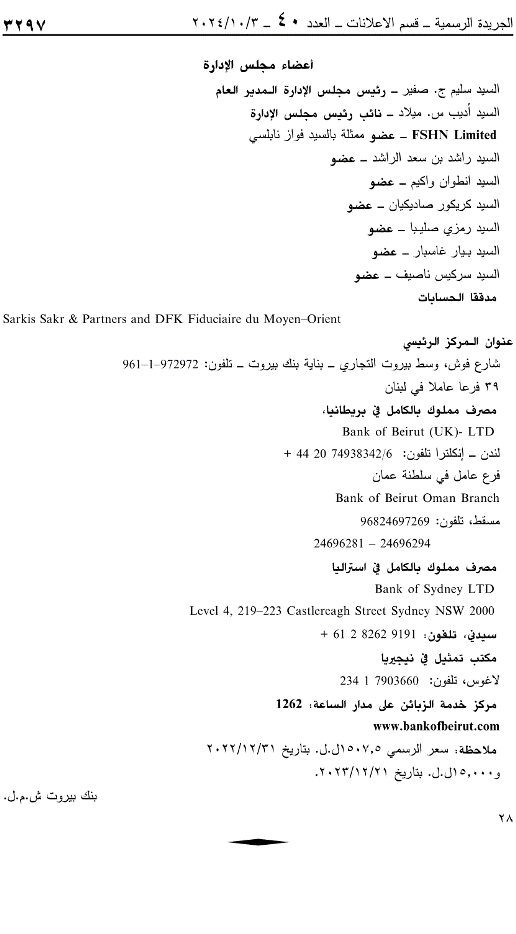 الجريدة الرسمية – قسم الاعلانات – العدد ٤٠ – ٢٠٢٤/١٠/٣
٣٢٩٧
أعضاء مجلس الإدارة
السيد سليم ج. صفير – رئيس مجلس الإدارة المدير العام
السيد أديب س. ميلاد – نائب رئيس مجلس الإدارة
FSHN Limited – عضو ممثلة بالسيد فواز نابلسي
السيد راشد بن سعد الراشد – عضو
السيد انطوان واكيم – عضو
السيد كريكور صاديكيان – عضو
السيد رمزي صليبا – عضو
السيد بيار غاسبار – عضو
السيد سركيس ناصيف – عضو
مدققا الحسابات
Sarkis Sakr & Partners and DFK Fiduciaire du Moyen–Orient
عنوان المركز الرئيسي
شارع فوش، وسط بيروت التجاري – بناية بنك بيروت – تلفون: 972972–1–961
٣٩ فرعا عاملا في لبنان
مصرف مملوك بالكامل في بريطانيا،
Bank of Beirut (UK)- LTD
لندن – إنكلترا تلفون: 74938342/6 20 44 +
فرع عامل في سلطنة عمان
Bank of Beirut Oman Branch
مسقط، تلفون: 96824697269
24696281 – 24696294
مصرف مملوك بالكامل في استراليا
Bank of Sydney LTD
Level 4, 219–223 Castlereagh Street Sydney NSW 2000
سيدني، تلفون: 9191 8262 2 61 +
مكتب تمثيل في نيجيريا
لاغوس، تلفون: 7903660 1 234
مركز خدمة الزبائن على مدار الساعة: 1262
www.bankofbeirut.com
ملاحظة: سعر الرسمي ١٥٠٧,٥ل.ل. بتاريخ ٢٠٢٢/١٢/٣١
و١٥,٠٠٠ل.ل. بتاريخ ٢٠٢٣/١٢/٢١.
بنك بيروت ش.م.ل.
٢٨